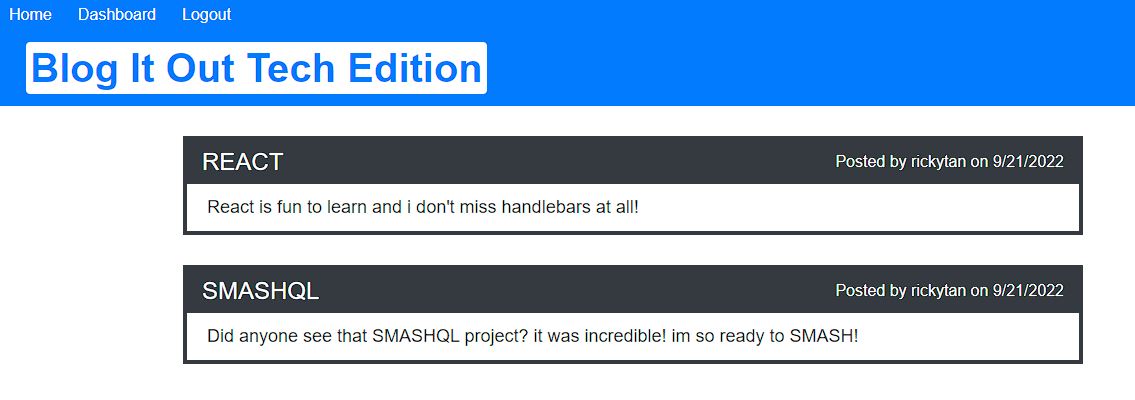 Home Dashboard Logout
Blog It Out Tech Edition
REACT Posted by rickytan on 9/21/2022
React is fun to learn and i don't miss handlebars at all!
SMASHQL Posted by rickytan on 9/21/2022
Did anyone see that SMASHQL project? it was incredible! im so ready to SMASH!